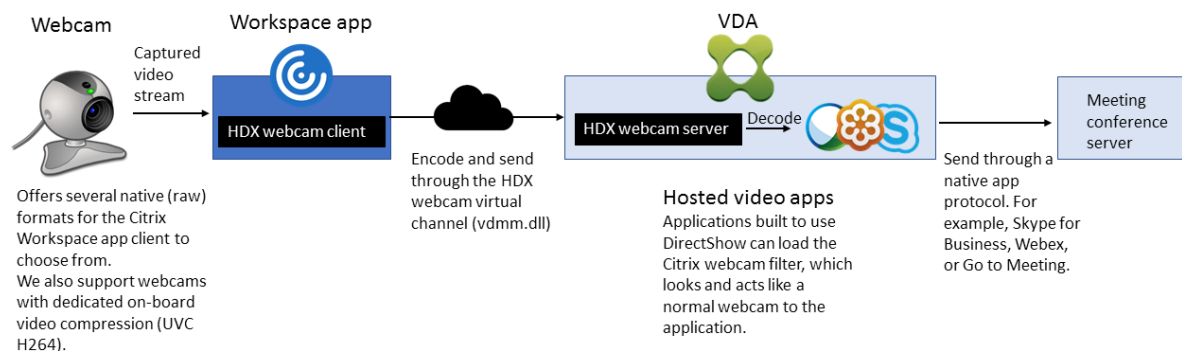 Webcam
Captured
video
stream
Offers several native (raw)
formats for the Citrix
Workspace app client to
choose from.
We also support webcams
with dedicated on-board
video compression (UVC
H264).
Workspace app
HDX webcam client
Encode and send
through the HDX
webcam virtual
channel (vdmm.dll)
VDA
HDX webcam server
Decode
S
Hosted video apps
Applications built to use
DirectShow can load the
Citrix webcam filter, which
looks and acts like a
normal webcam to the
application.
Send through a
native app
protocol. For
example, Skype for
Business, Webex,
or Go to Meeting.
Meeting
conference
server